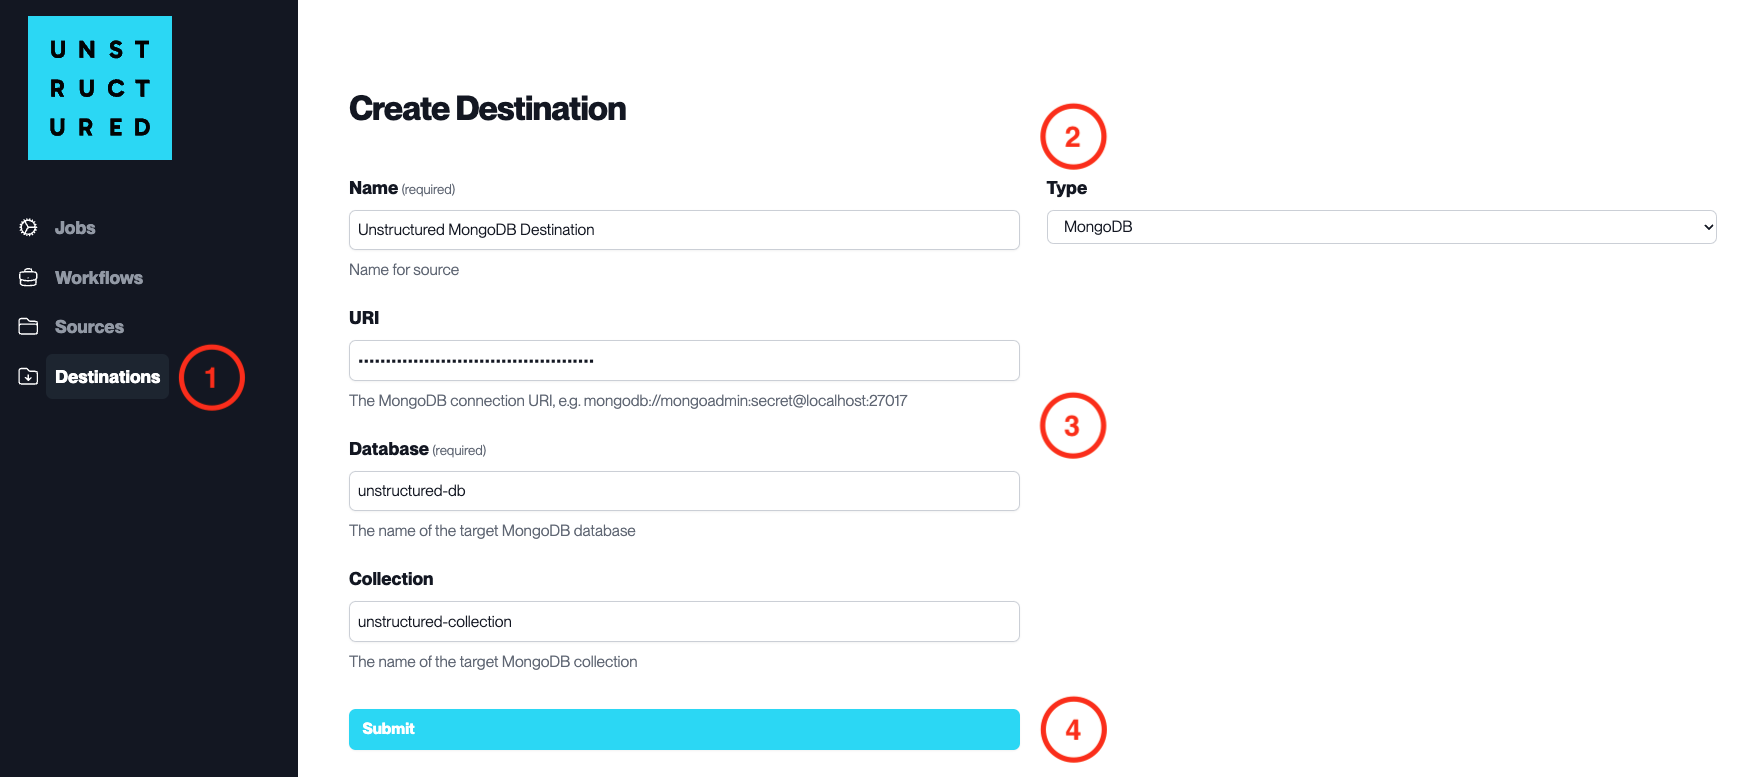 UNST
RUCT
URED
Jobs
Workflows
Sources
Destinations
1
Create Destination
2
Name (required)
Type
Unstructured MongoDB Destination
MongoDB
Name for source
URI
The MongoDB connection URI, e.g. mongodb://mongoadmin:secret@localhost:27017
3
Database (required)
unstructured-db
The name of the target MongoDB database
Collection
unstructured-collection
The name of the target MongoDB collection
Submit
4